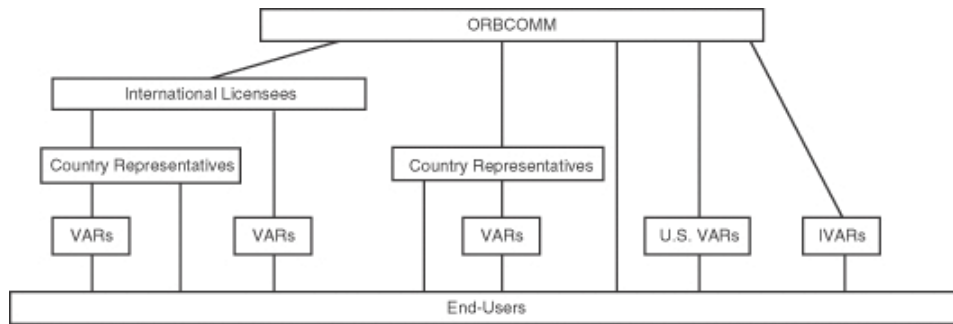 ORBCOMM
International Licensees
Country Representatives
Country Representatives
VARs
VARs
VARs
U.S. VARs
IVARs
End-Users